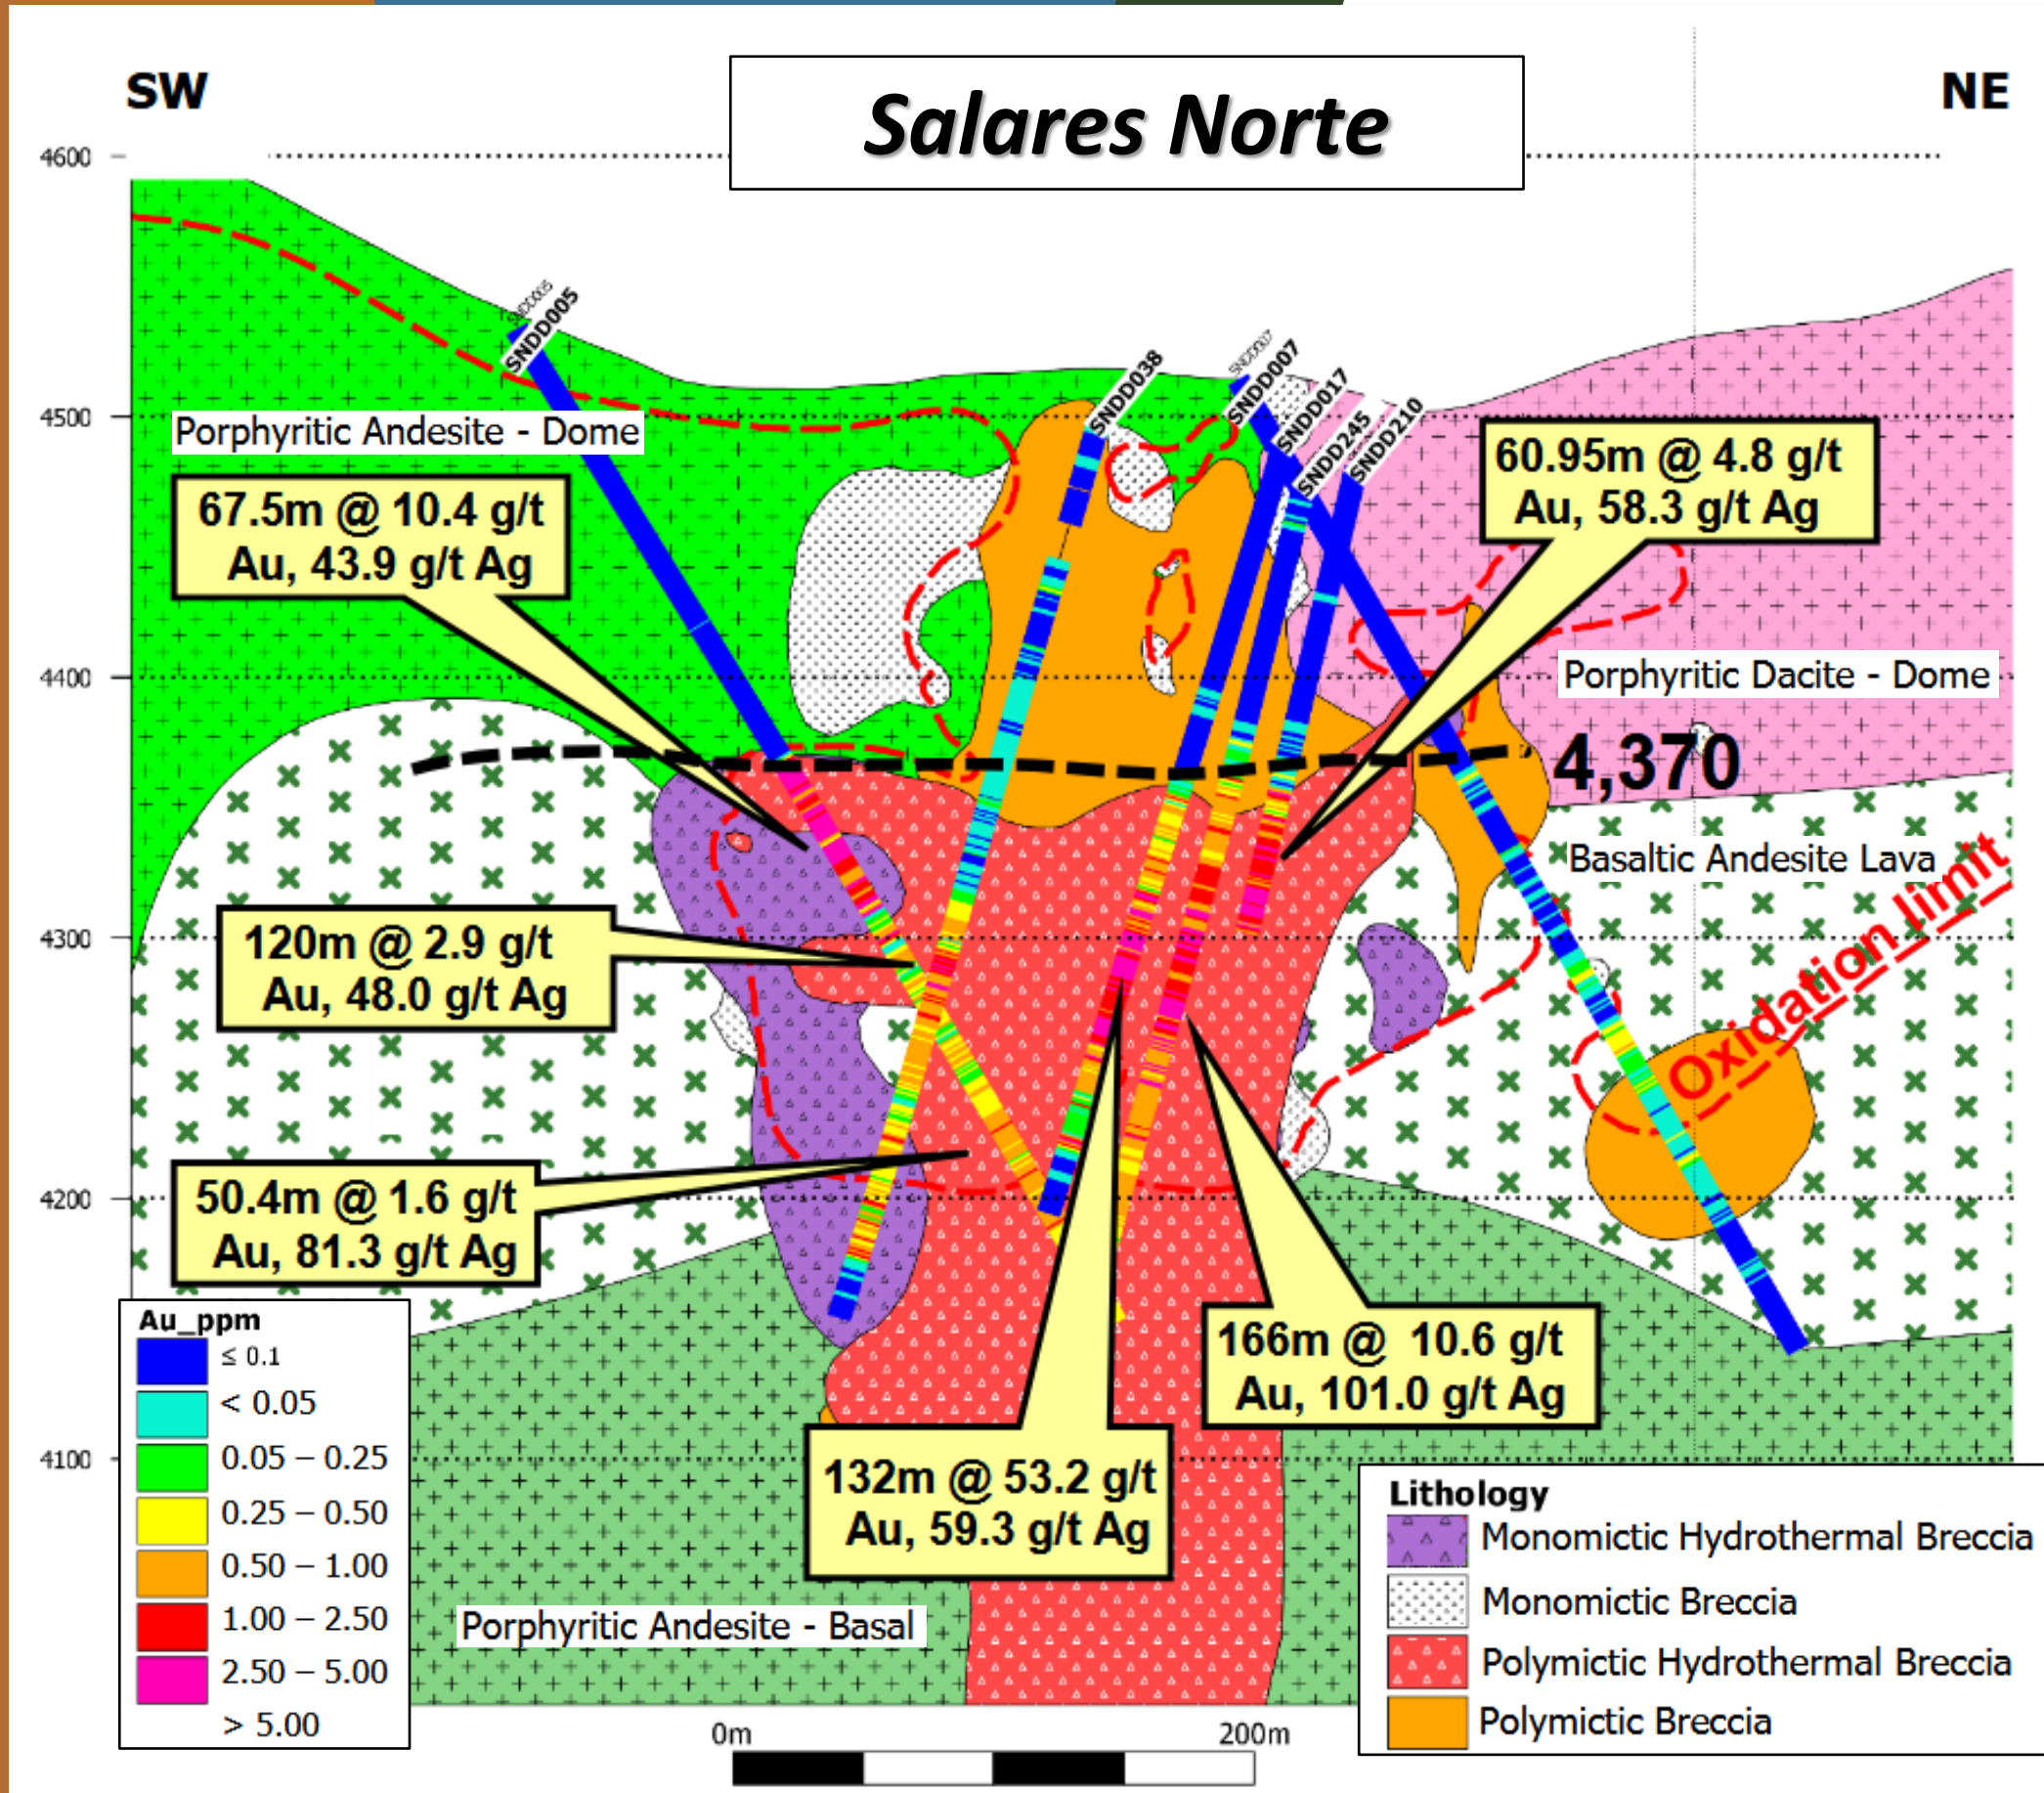 Salares Norte
SW
NE
4600
4500
4400
4300
4200
4100
SNDD005
SNDD005
SNDD038
SNDD007
SNDD007
SNDD017
SNDD245
SNDD210
Porphyritic Andesite - Dome
67.5m @ 10.4 g/t
Au, 43.9 g/t Ag
60.95m @ 4.8 g/t
Au, 58.3 g/t Ag
Porphyritic Dacite - Dome
4,370
Basaltic Andesite Lava
Oxidation limit
120m @ 2.9 g/t
Au, 48.0 g/t Ag
50.4m @ 1.6 g/t
Au, 81.3 g/t Ag
166m @ 10.6 g/t
Au, 101.0 g/t Ag
132m @ 53.2 g/t
Au, 59.3 g/t Ag
Porphyritic Andesite - Basal
Au_ppm
≤ 0.1
< 0.05
0.05 – 0.25
0.25 – 0.50
0.50 – 1.00
1.00 – 2.50
2.50 – 5.00
> 5.00
0m
200m
Lithology
Monomictic Hydrothermal Breccia
Monomictic Breccia
Polymictic Hydrothermal Breccia
Polymictic Breccia